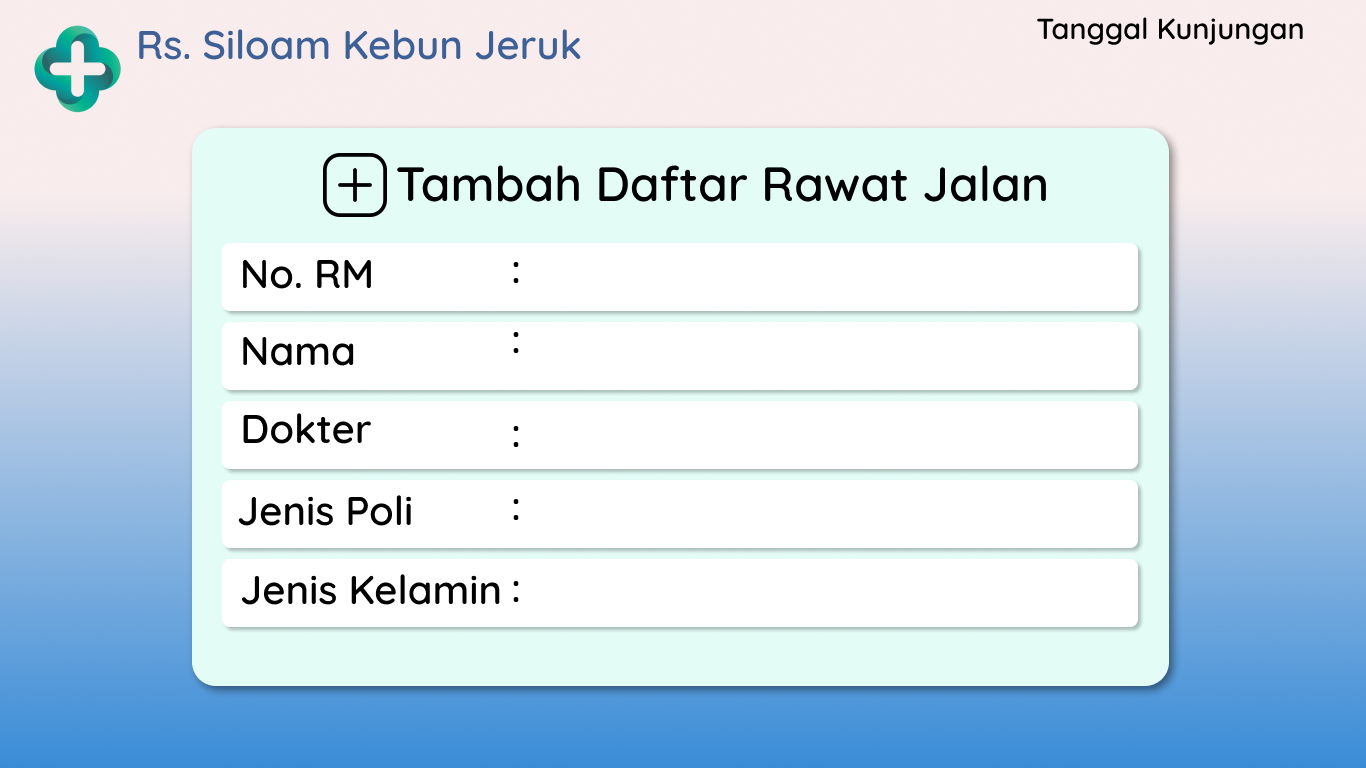 Rs. Siloam Kebun Jeruk
Tanggal Kunjungan
Tambah Daftar Rawat Jalan
No. RM :
Nama :
Dokter :
Jenis Poli :
Jenis Kelamin :